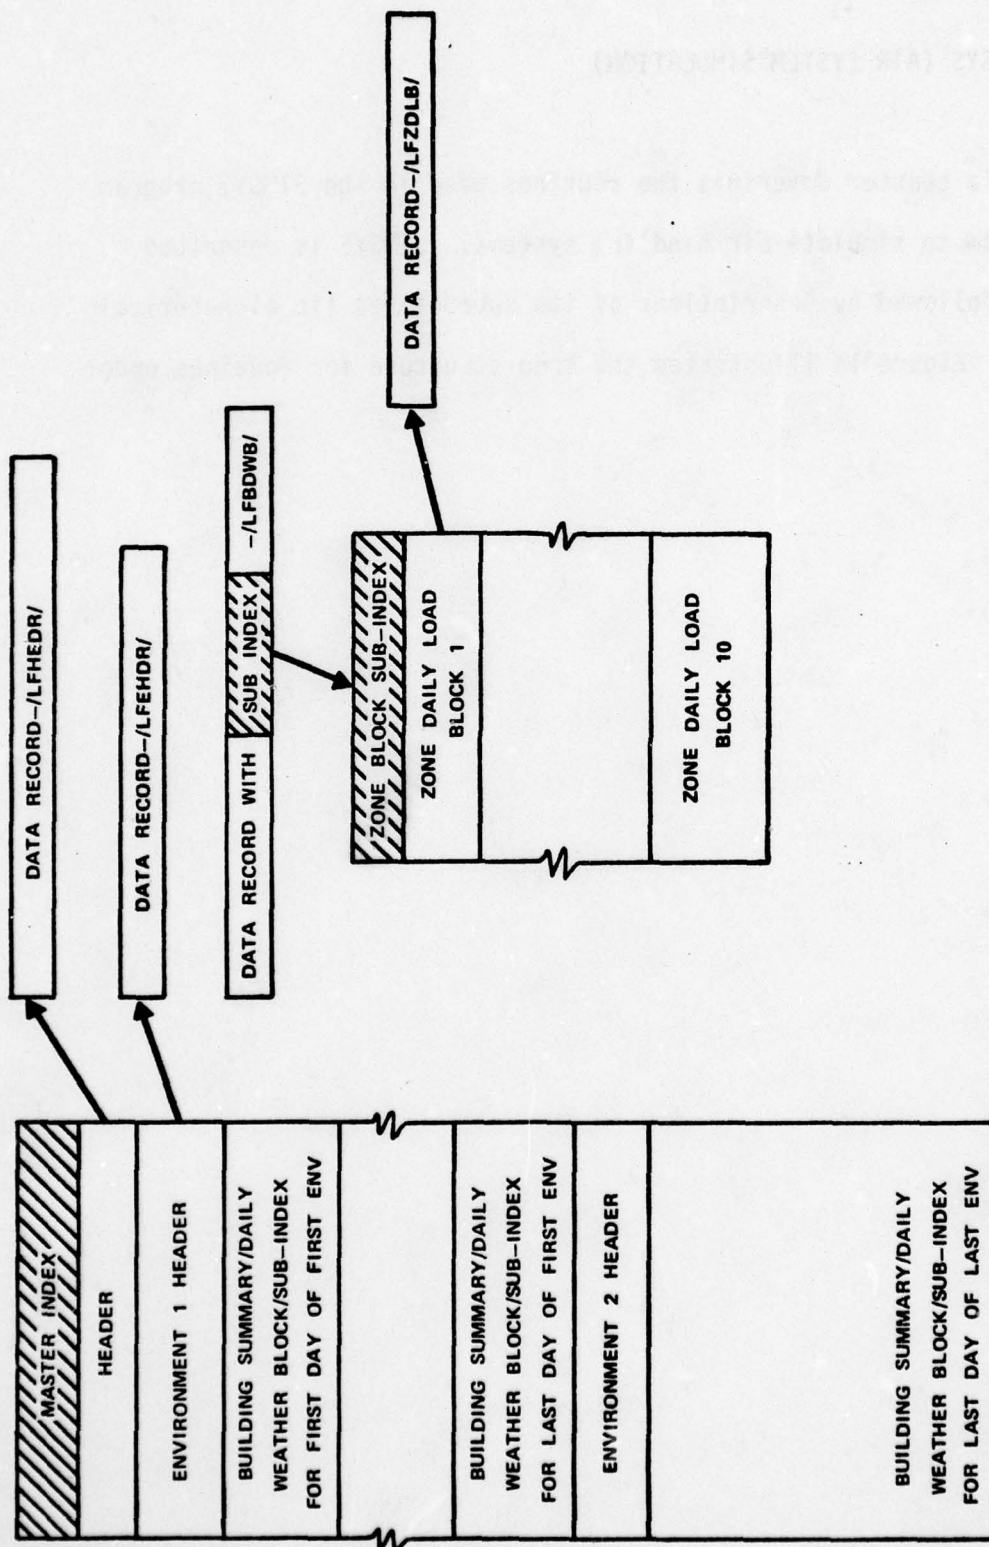 MASTER INDEX
HEADER
ENVIRONMENT 1 HEADER
BUILDING SUMMARY/DAILY
WEATHER BLOCK/SUB-INDEX
FOR FIRST DAY OF FIRST ENV
BUILDING SUMMARY/DAILY
WEATHER BLOCK/SUB-INDEX
FOR LAST DAY OF FIRST ENV
ENVIRONMENT 2 HEADER
BUILDING SUMMARY/DAILY
WEATHER BLOCK/SUB-INDEX
FOR LAST DAY OF LAST ENV
DATA RECORD-/LFHEDR/
DATA RECORD-/LFEHDR/
DATA RECORD WITH SUB INDEX -/LFBDWB/
ZONE BLOCK SUB-INDEX
ZONE DAILY LOAD
BLOCK 1
ZONE DAILY LOAD
BLOCK 10
DATA RECORD-/LFZDLB/